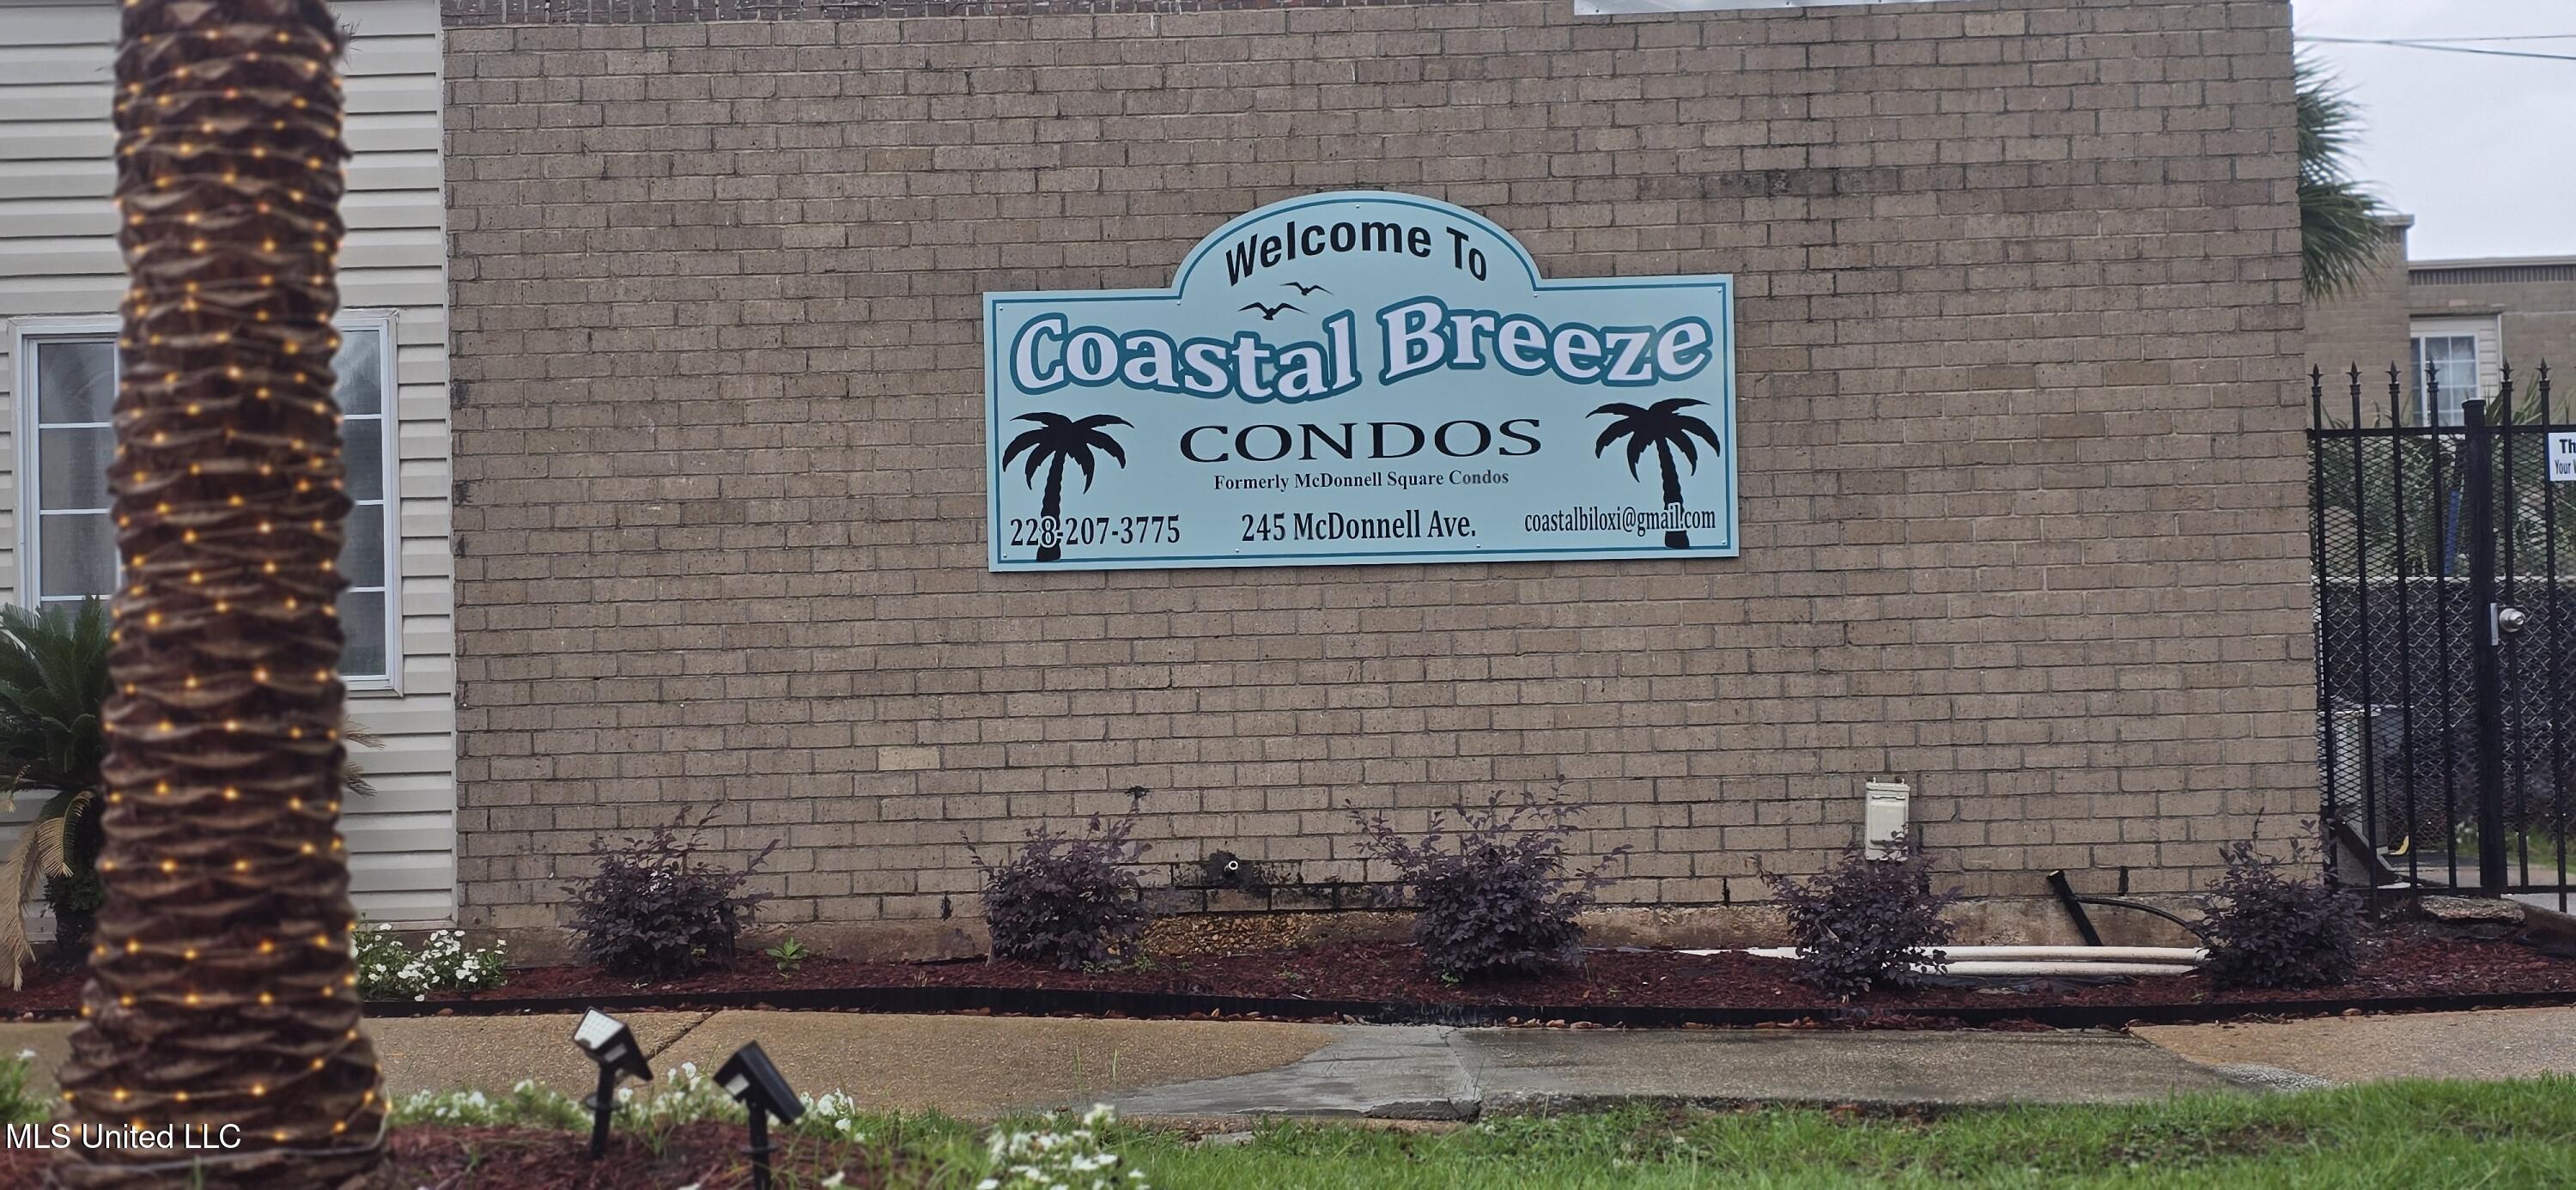 Welcome To
Coastal Breeze
CONDOS
Formerly McDonnell Square Condos
228-207-3775 245 McDonnell Ave. coastalbiloxi@gmail.com
Your
MLS United LLC